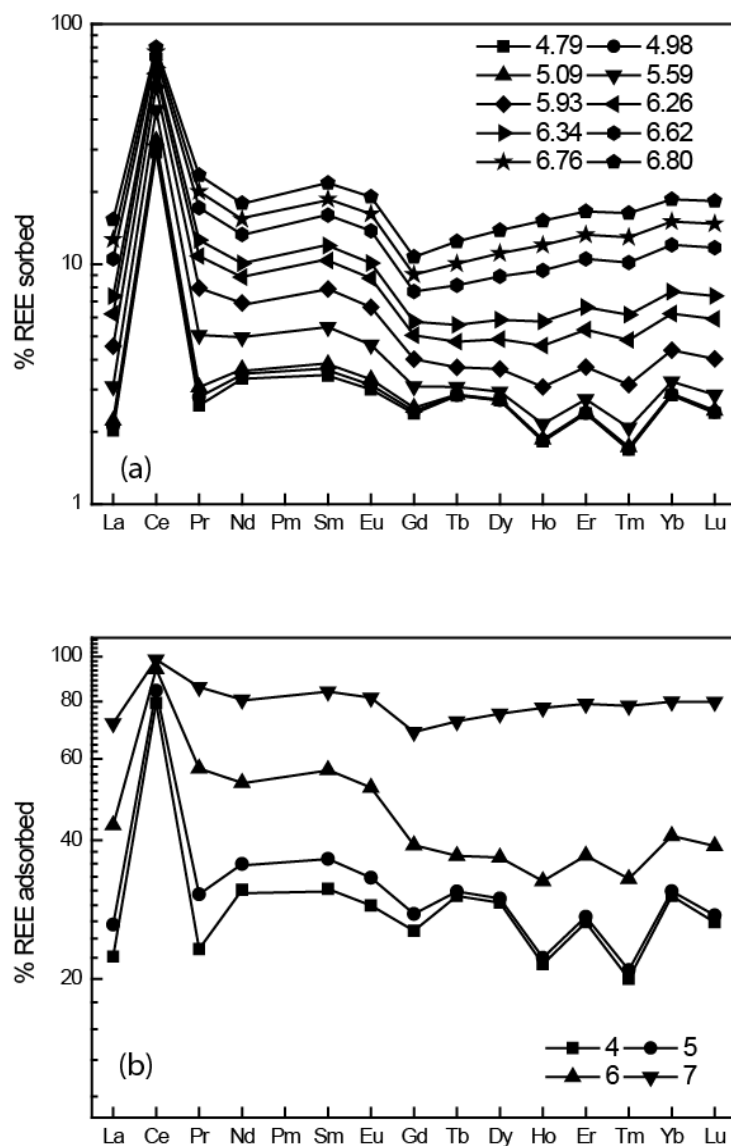 100
4.79 4.98
5.09 5.59
5.93 6.26
6.34 6.62
6.76 6.80
% REE sorbed
10
(a)
1
La Ce Pr Nd Pm Sm Eu Gd Tb Dy Ho Er Tm Yb Lu
100
80
60
% REE adsorbed
40
20
(b)
4 5
6 7
La Ce Pr Nd Pm Sm Eu Gd Tb Dy Ho Er Tm Yb Lu